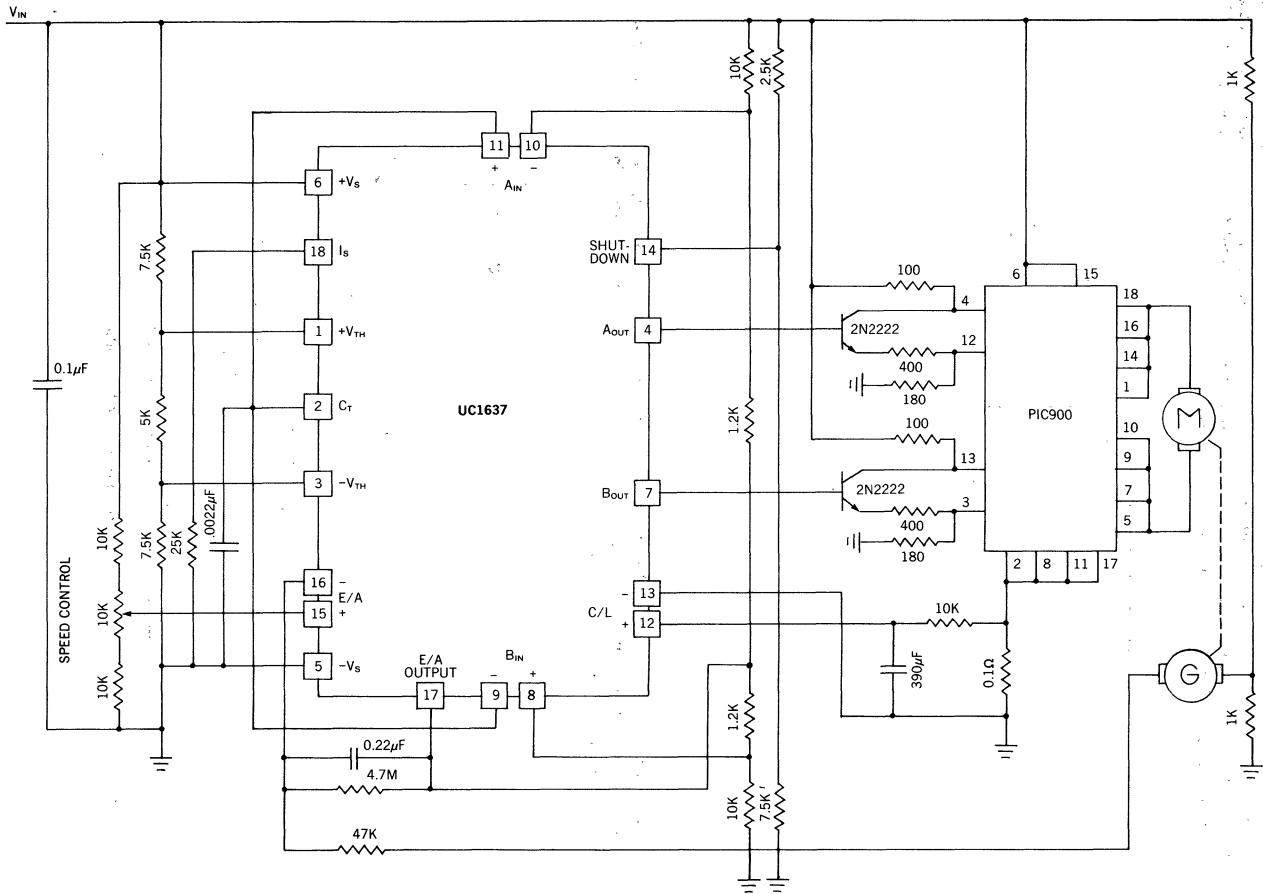 VIN
10K
2.5K
1K
11
10
+
−
AIN
6
+VS
7.5K
18
IS
SHUT-
DOWN
14
6
15
100
4
18
1
+VTH
AOUT
4
2N2222
16
12
400
14
0.1µF
180
1
2
CT
UC1637
PIC900
M
5K
1.2K
100
10
13
9
3
−VTH
BOUT
7
2N2222
7
3
400
5
.0022µF
180
10K
7.5K
25K
2
8
11
17
16
−
E/A
−
13
SPEED CONTROL
10K
15
+
C/L
+
12
10K
5
−VS
E/A
OUTPUT
BIN
−
+
390µF
0.1Ω
G
10K
17
9
8
1.2K
1K
0.22µF
4.7M
10K
7.5K
47K